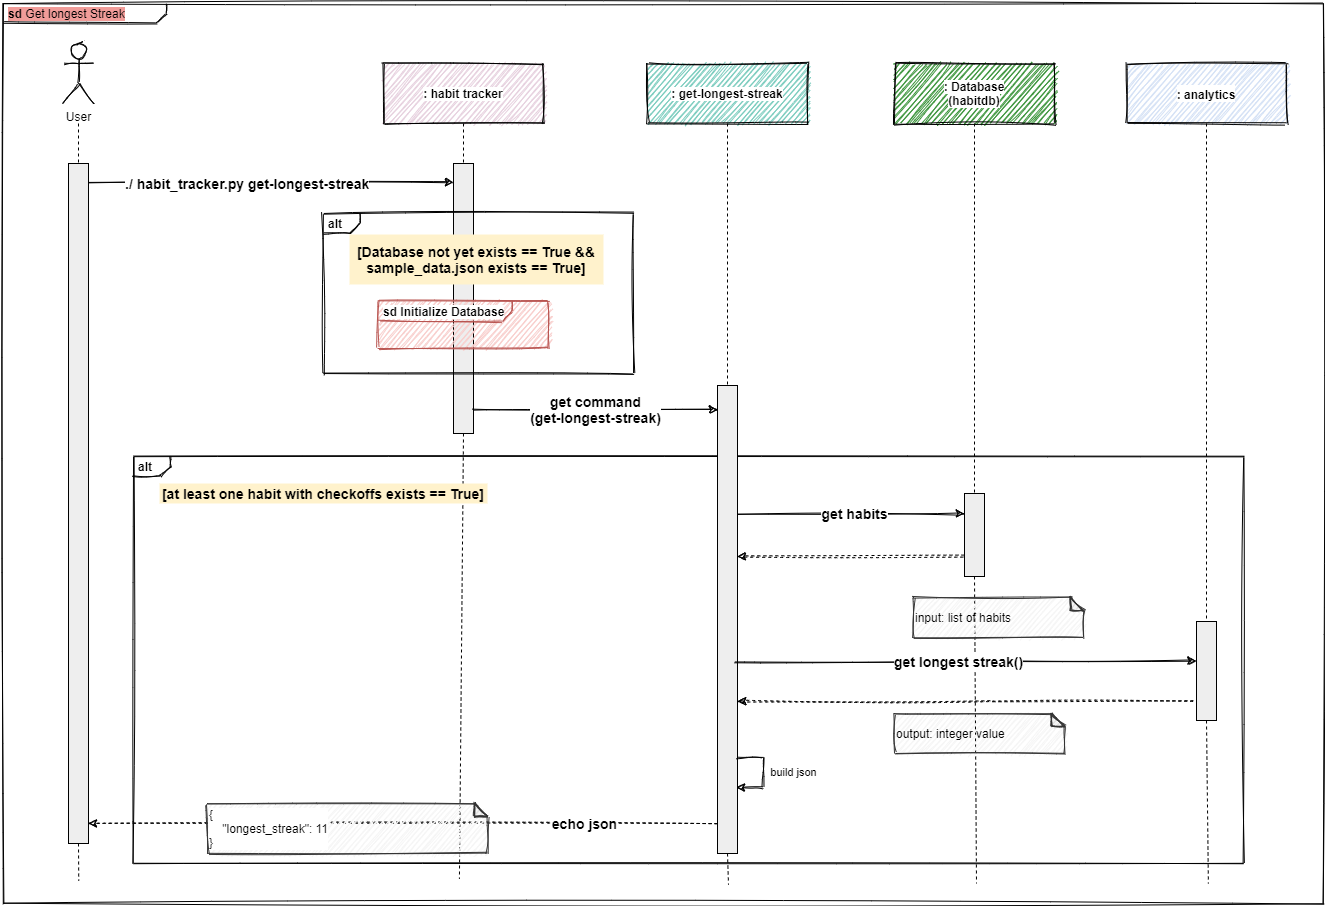 sd Get longest Streak
User
: habit tracker
: get-longest-streak
: Database
(habitdb)
: analytics
./ habit_tracker.py get-longest-streak
alt
[Database not yet exists == True &&
sample_data.json exists == True]
sd Initialize Database
get command
(get-longest-streak)
alt
[at least one habit with checkoffs exists == True]
get habits
input: list of habits
get longest streak()
output: integer value
build json
{
"longest_streak": 11
}
echo json